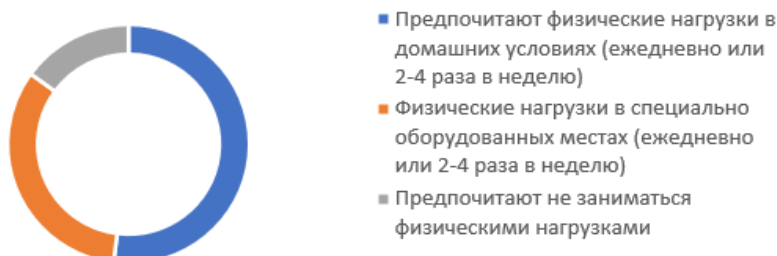 Предпочитают физические нагрузки в
домашних условиях (ежедневно или
2-4 раза в неделю)
Физические нагрузки в специально
оборудованных местах (ежедневно
или 2-4 раза в неделю)
Предпочитают не заниматься
физическими нагрузками